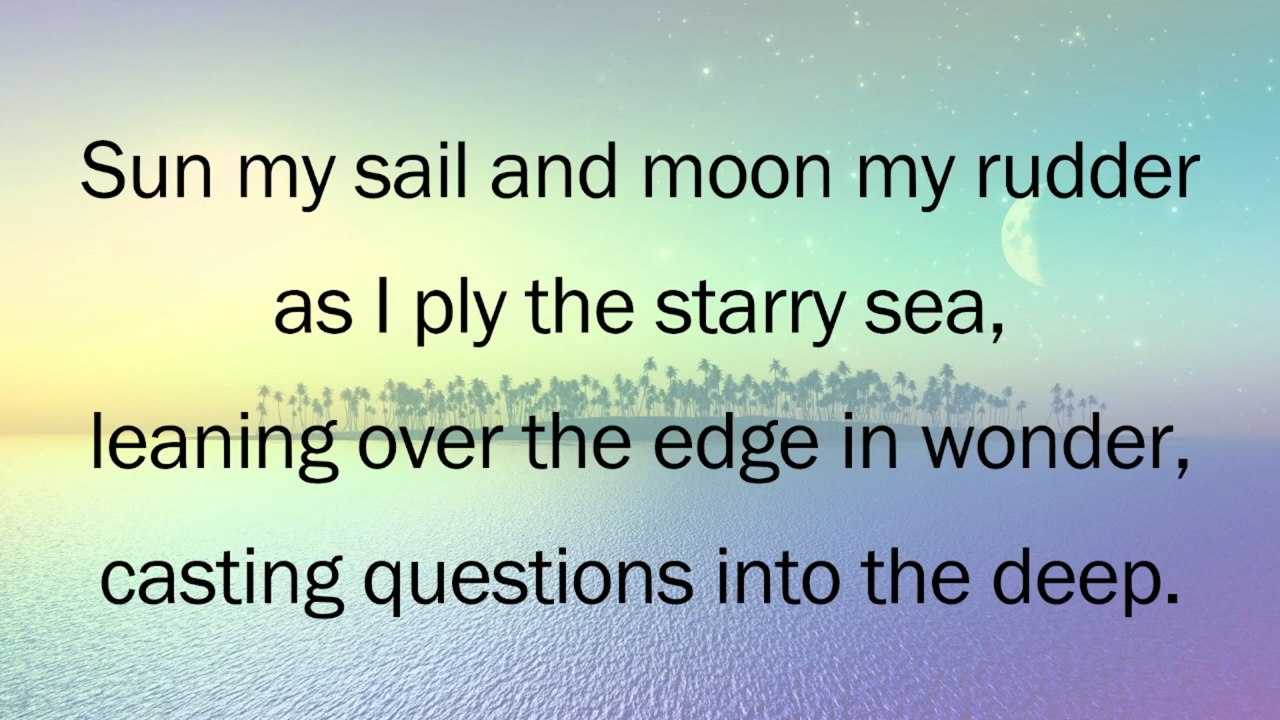 Sun my sail and moon my rudder
as I ply the starry sea,
leaning over the edge in wonder,
casting questions into the deep.